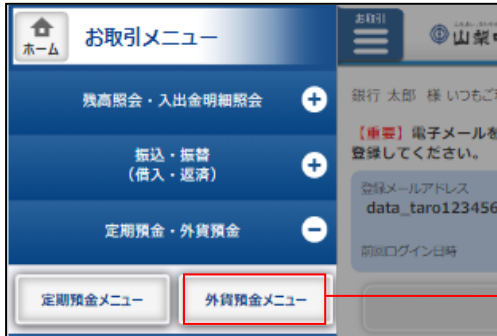 ホーム
お取引メニュー
残高照会・入出金明細照会
振込・振替
(借入・返済)
定期預金・外貨預金
定期預金メニュー
外貨預金メニュー
お取引
山梨
銀行 太郎 様 いつもご
【重要】電子メールを
登録してください。
登録メールアドレス
data_taro123456
前回ログイン日時